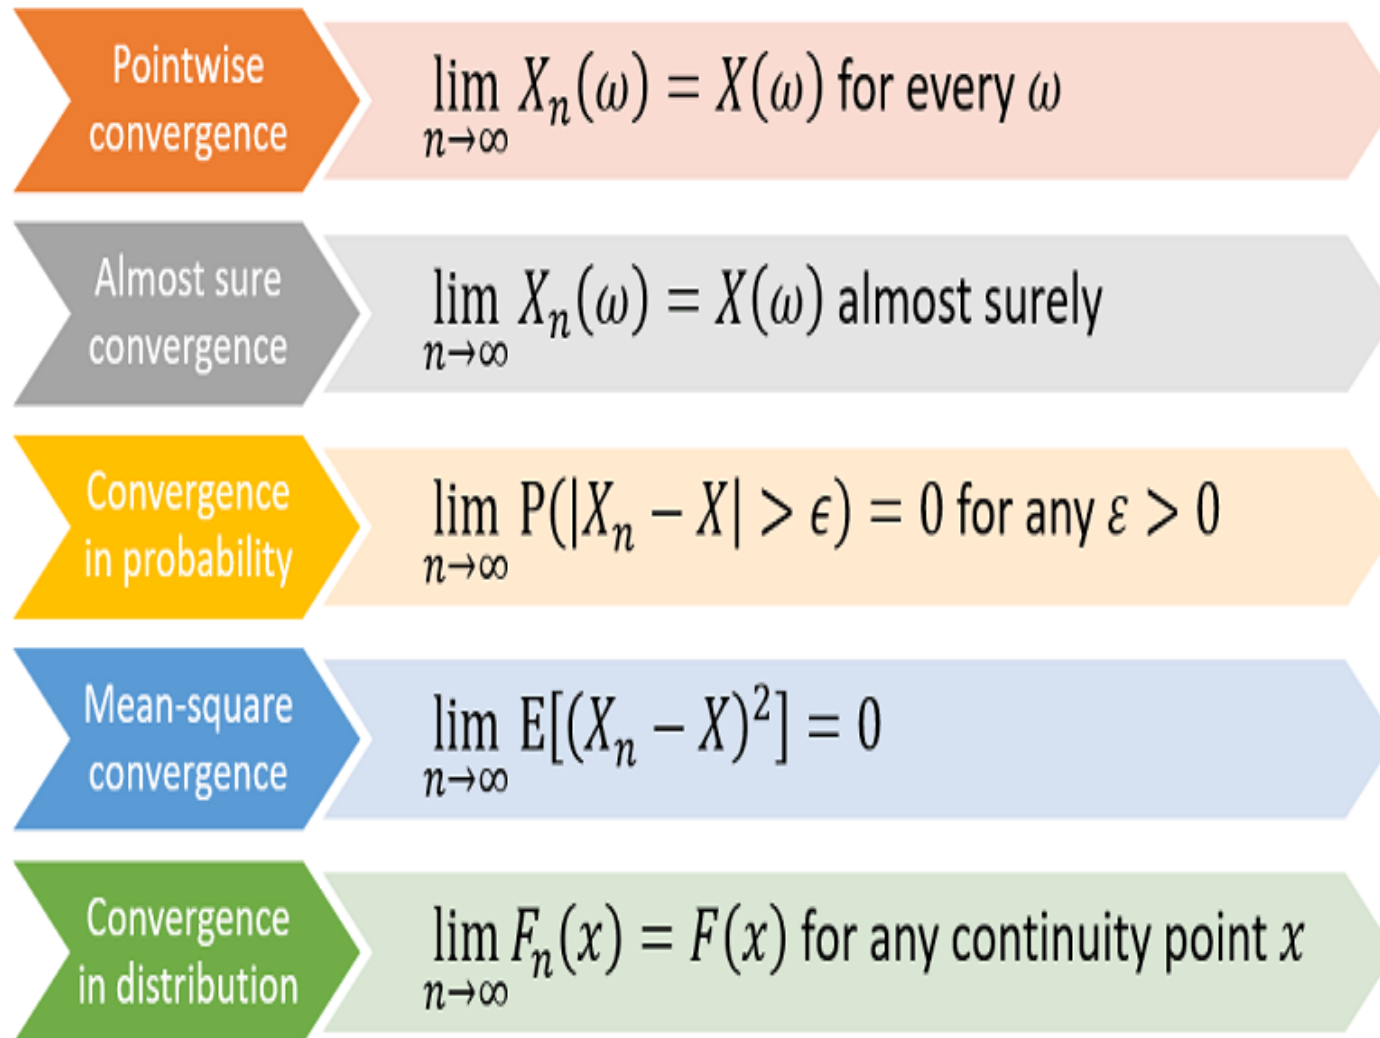 Pointwise
convergence
lim X_n(ω) = X(ω) for every ω
n→∞
Almost sure
convergence
lim X_n(ω) = X(ω) almost surely
n→∞
Convergence
in probability
lim P(|X_n − X| > ϵ) = 0 for any ε > 0
n→∞
Mean-square
convergence
lim E[(X_n − X)²] = 0
n→∞
Convergence
in distribution
lim F_n(x) = F(x) for any continuity point x
n→∞